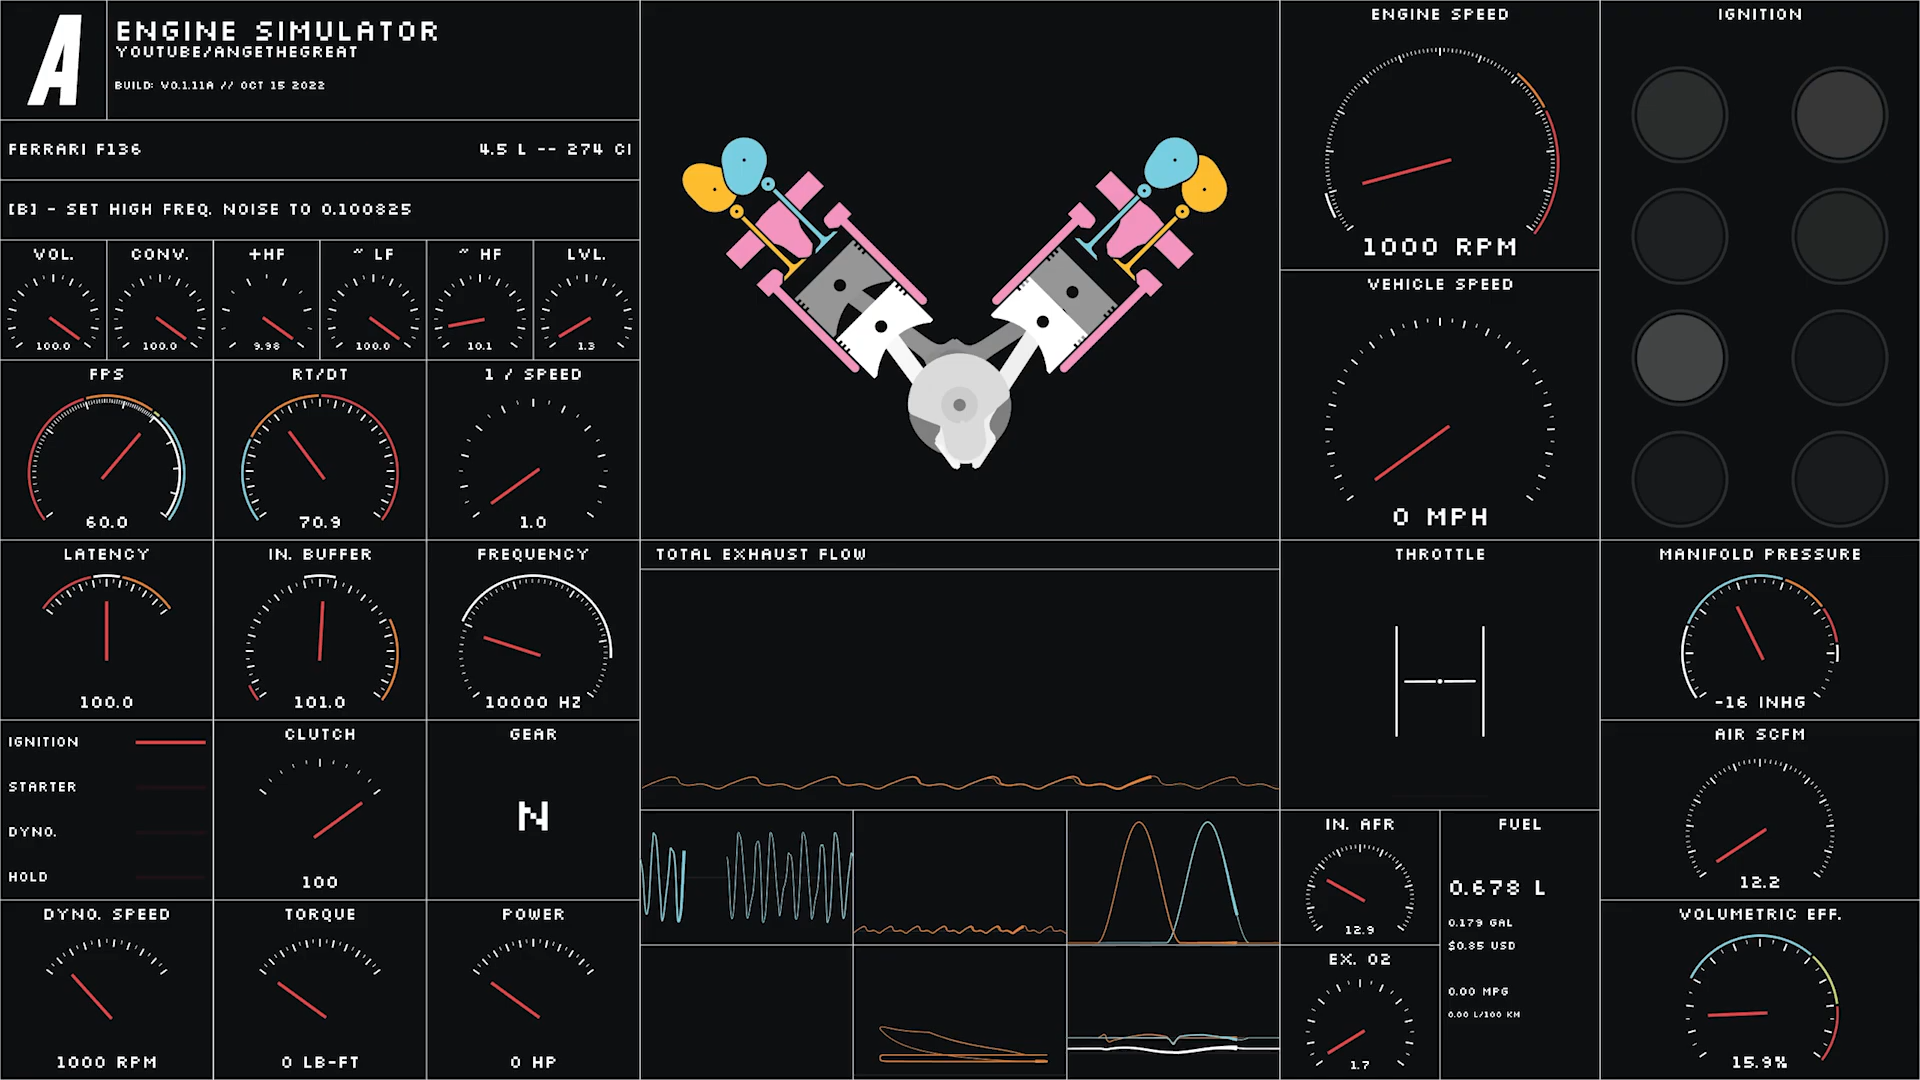 A
ENGINE SIMULATOR
YOUTUBE/ANGETHEGREAT
BUILD: V0.1.11A // OCT 15 2022
FERRARI F136
4.5 L -- 274 CI
[B] - SET HIGH FREQ. NOISE TO 0.100825
VOL.
100.0
CONV.
100.0
+HF
9.98
~ LF
100.0
~ HF
10.1
LVL.
1.3
FPS
60.0
RT/DT
70.9
1 / SPEED
1.0
LATENCY
100.0
IN. BUFFER
101.0
FREQUENCY
10000 HZ
IGNITION
STARTER
DYNO.
HOLD
CLUTCH
100
GEAR
N
DYNO. SPEED
1000 RPM
TORQUE
0 LB-FT
POWER
0 HP
TOTAL EXHAUST FLOW
ENGINE SPEED
1000 RPM
VEHICLE SPEED
0 MPH
THROTTLE
IN. AFR
12.9
EX. O2
1.7
FUEL
0.678 L
0.179 GAL
$0.85 USD
0.00 MPG
0.00 L/100 KM
IGNITION
MANIFOLD PRESSURE
-16 INHG
AIR SCFM
12.2
VOLUMETRIC EFF.
15.9%